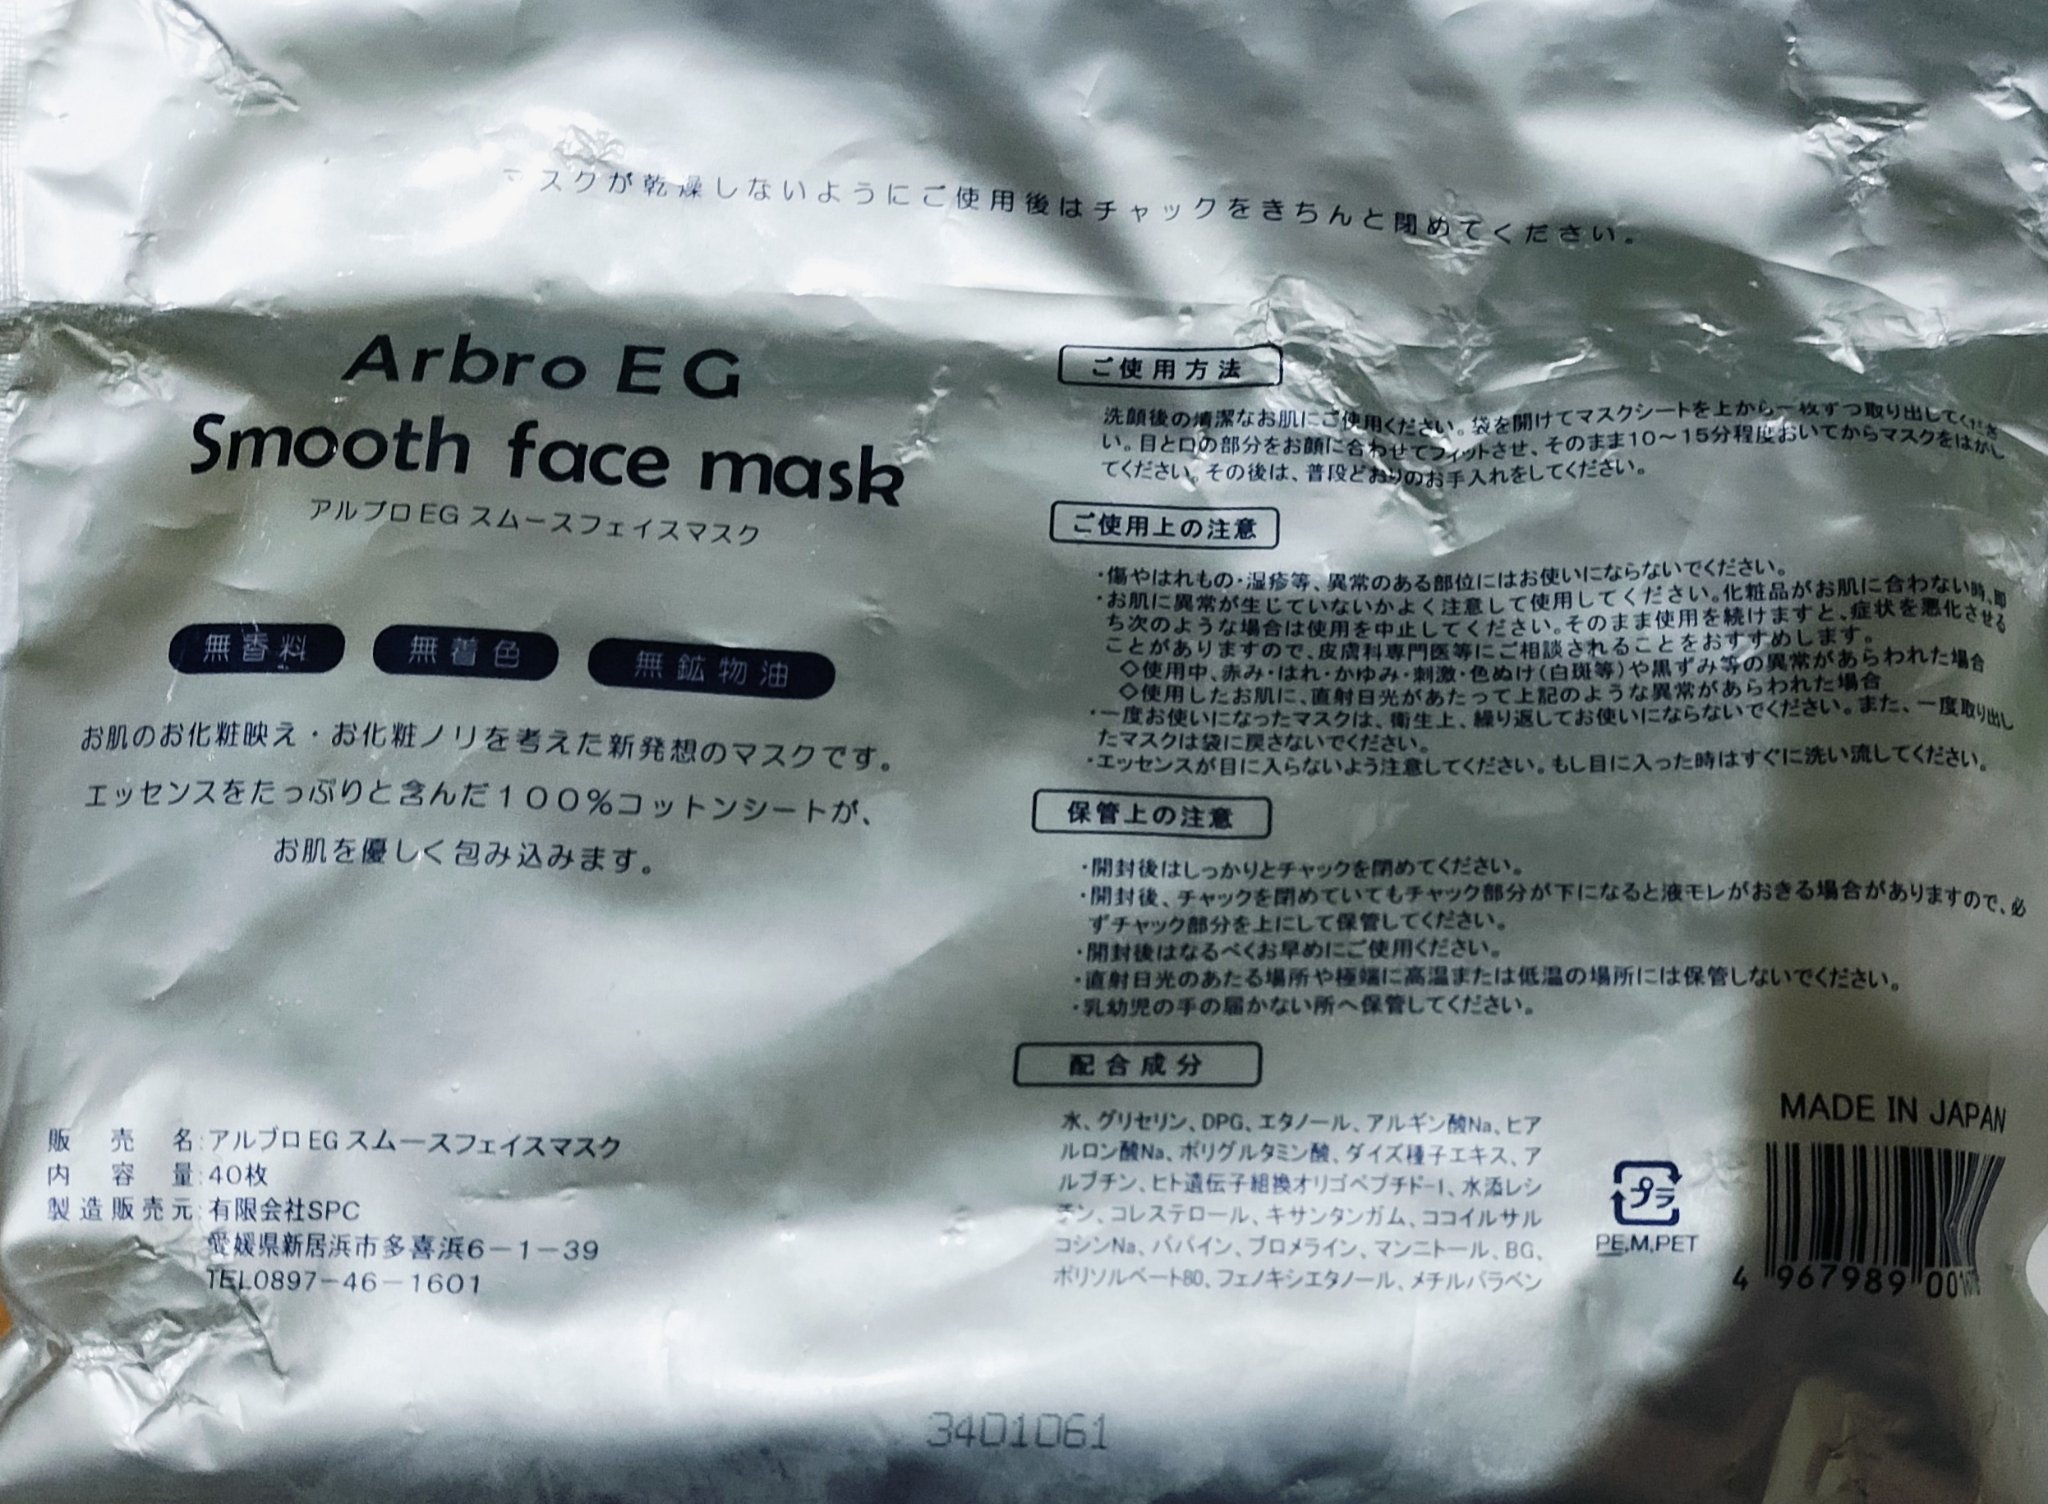 マスクが乾燥しないようにご使用後はチャックをきちんと閉めてください。
Arbro EG
Smooth face mask
アルブロEG スムースフェイスマスク
無香料 無着色 無鉱物油
お肌のお化粧映え・お化粧ノリを考えた新発想のマスクです。
エッセンスをたっぷりと含んだ100%コットンシートが、
お肌を優しく包み込みます。
販売名:アルブロEG スムースフェイスマスク
内容量:40枚
製造販売元:有限会社SPC
愛媛県新居浜市多喜浜6-1-39
TEL0897-46-1601
ご使用方法
洗顔後の清潔なお肌にご使用ください。袋を開けてマスクシートを上から一枚ずつ取り出してくださ
い。目と口の部分をお顔に合わせてフィットさせ、そのまま10〜15分程度おいてからマスクをはがし
てください。その後は、普段どおりのお手入れをしてください。
ご使用上の注意
・傷やはれもの・湿疹等、異常のある部位にはお使いにならないでください。
・お肌に異常が生じていないかよく注意して使用してください。化粧品がお肌に合わない時、即
ち次のような場合は使用を中止してください。そのまま使用を続けますと、症状を悪化させる
ことがありますので、皮膚科専門医等にご相談されることをおすすめします。
◇使用中、赤み・はれ・かゆみ・刺激・色ぬけ(白斑等)や黒ずみ等の異常があらわれた場合
◇使用したお肌に、直射日光があたって上記のような異常があらわれた場合
・一度お使いになったマスクは、衛生上、繰り返してお使いにならないでください。また、一度取り出し
たマスクは袋に戻さないでください。
・エッセンスが目に入らないよう注意してください。もし目に入った時はすぐに洗い流してください。
保管上の注意
・開封後はしっかりとチャックを閉めてください。
・開封後、チャックを閉めていてもチャック部分が下になると液モレがおきる場合がありますので、必
ずチャック部分を上にして保管してください。
・開封後はなるべくお早めにご使用ください。
・直射日光のあたる場所や極端に高温または低温の場所には保管しないでください。
・乳幼児の手の届かない所へ保管してください。
配合成分
水、グリセリン、DPG、エタノール、アルギン酸Na、ヒア
ルロン酸Na、ポリグルタミン酸、ダイズ種子エキス、ア
ルブチン、ヒト遺伝子組換オリゴペプチド-1、水添レシ
チン、コレステロール、キサンタンガム、ココイルサル
コシンNa、パパイン、ブロメライン、マンニトール、BG、
ポリソルベート80、フェノキシエタノール、メチルパラベン
プラ
PE,M,PET
MADE IN JAPAN
4 967989 00
3401061